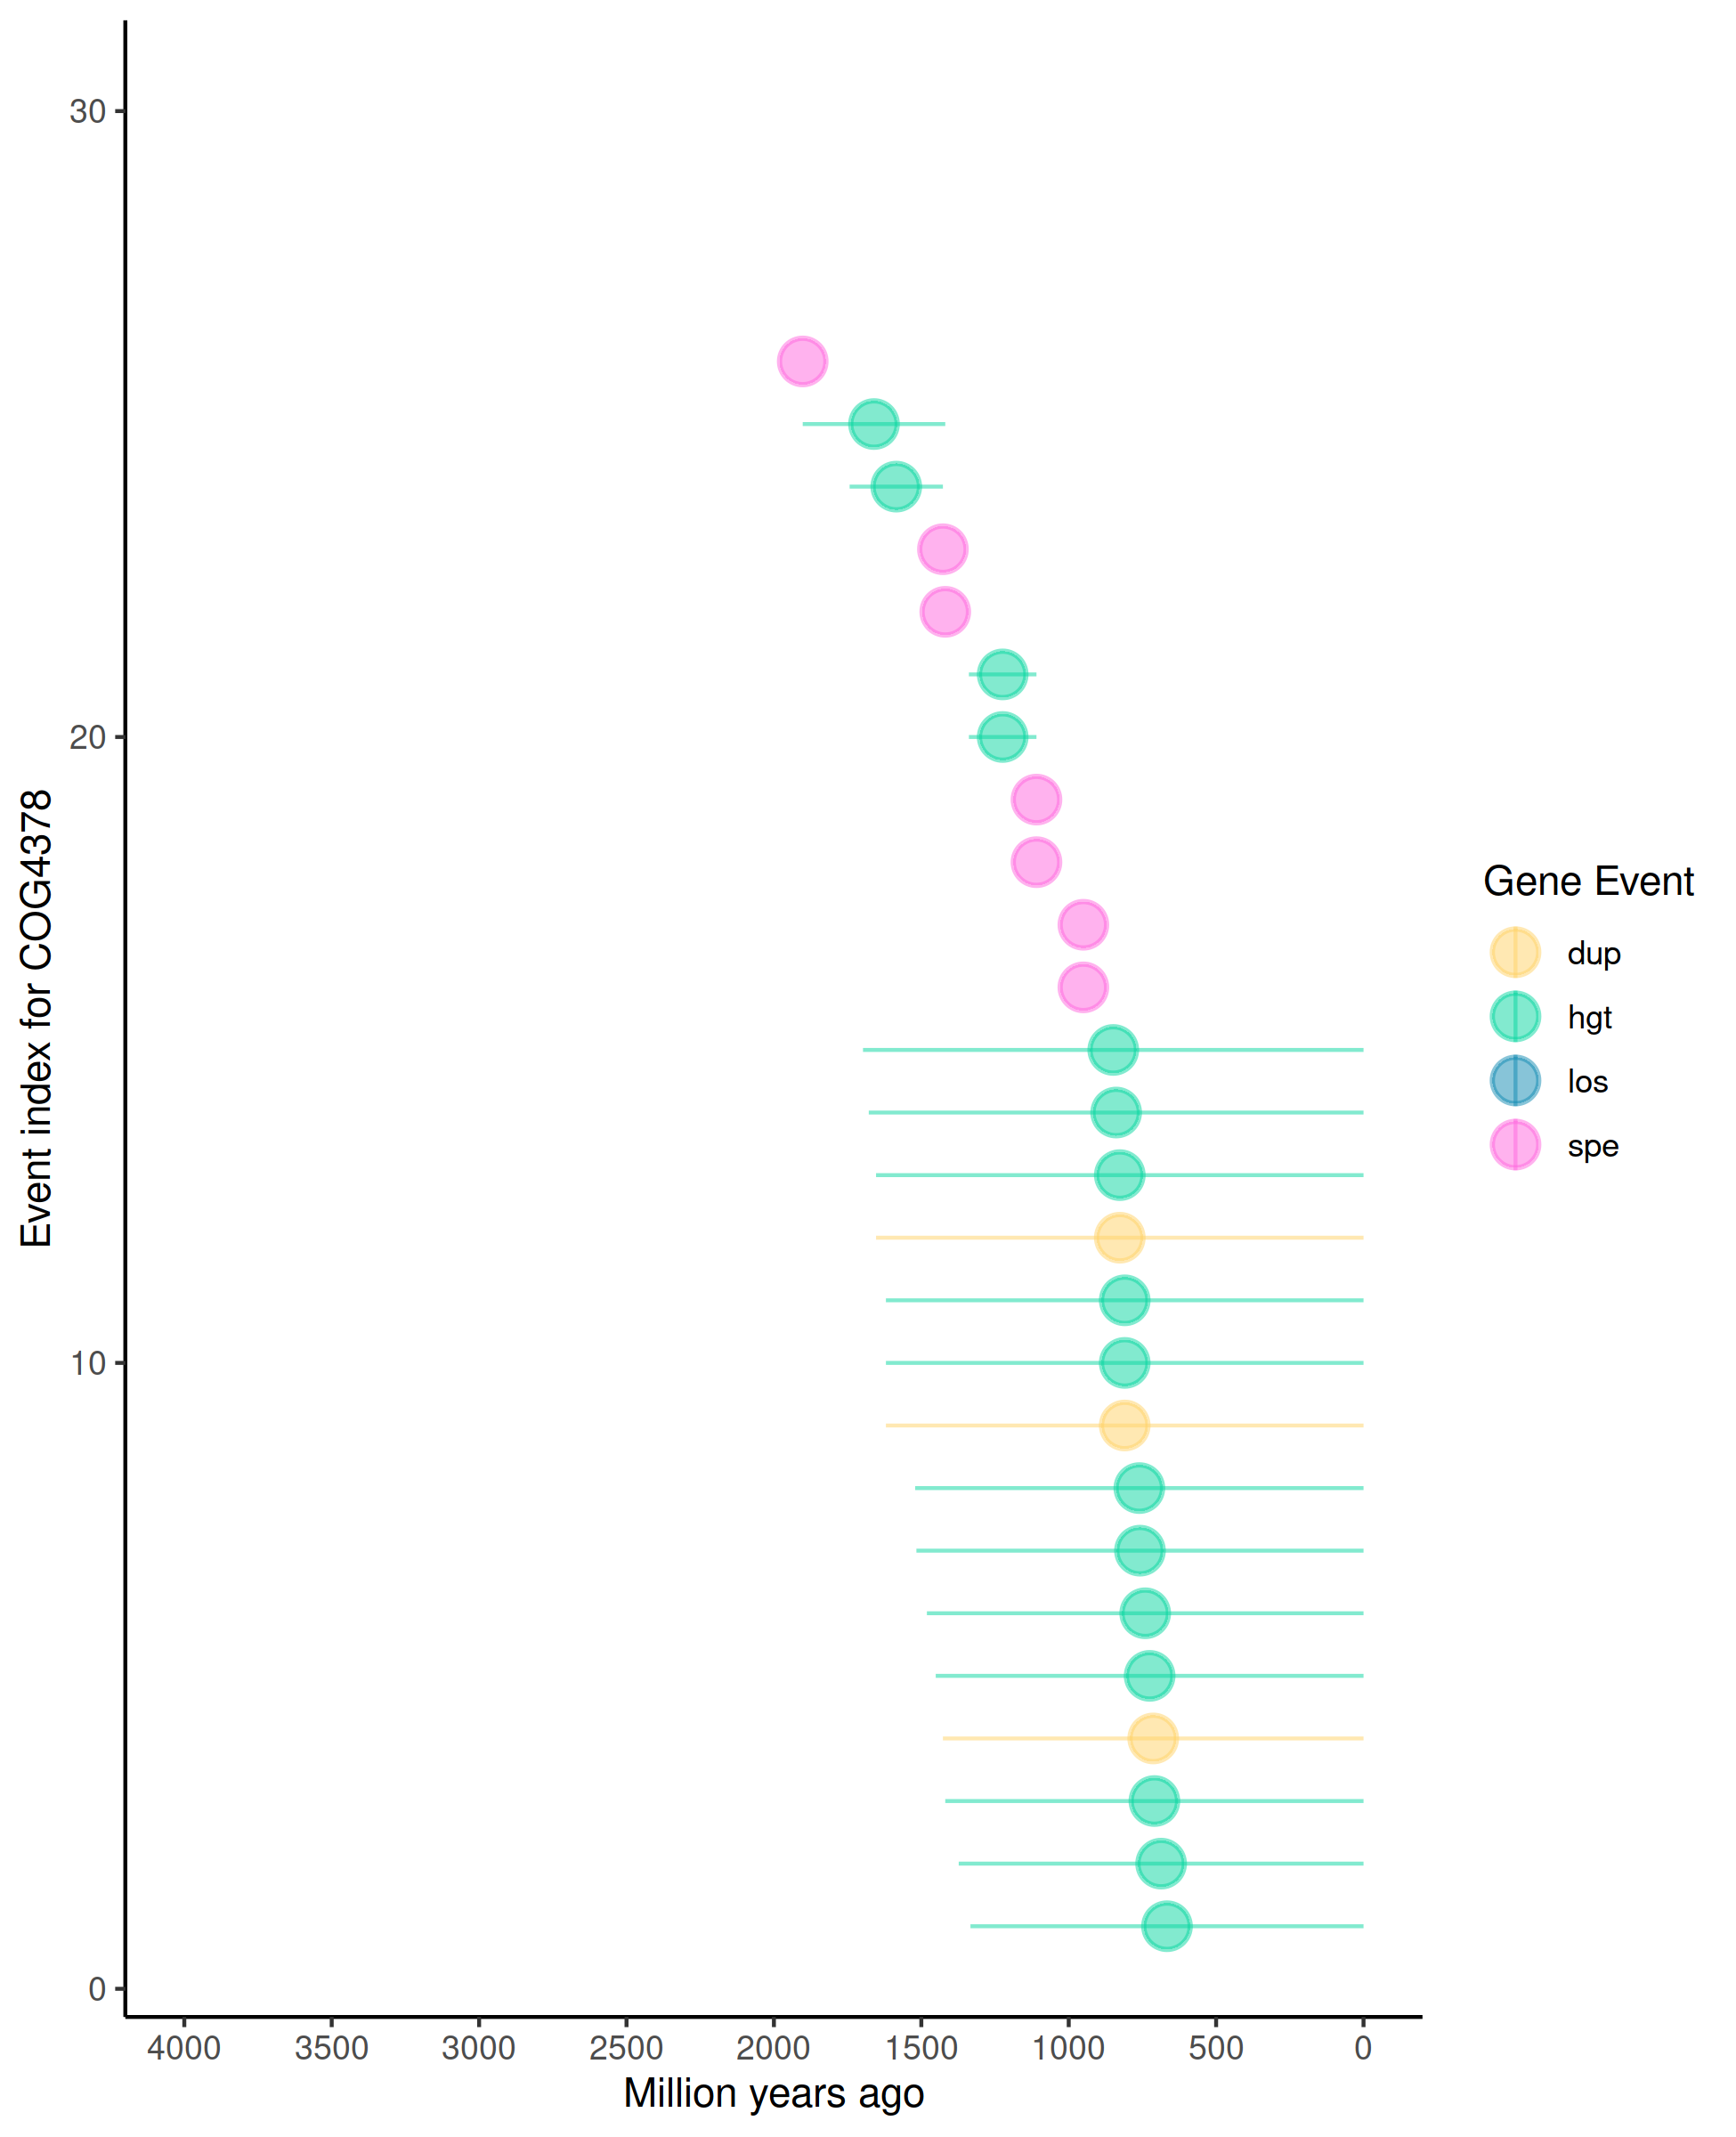 30
20
10
0
Event index for COG4378
4000 3500 3000 2500 2000 1500 1000 500 0
Million years ago
Gene Event
dup
hgt
los
spe